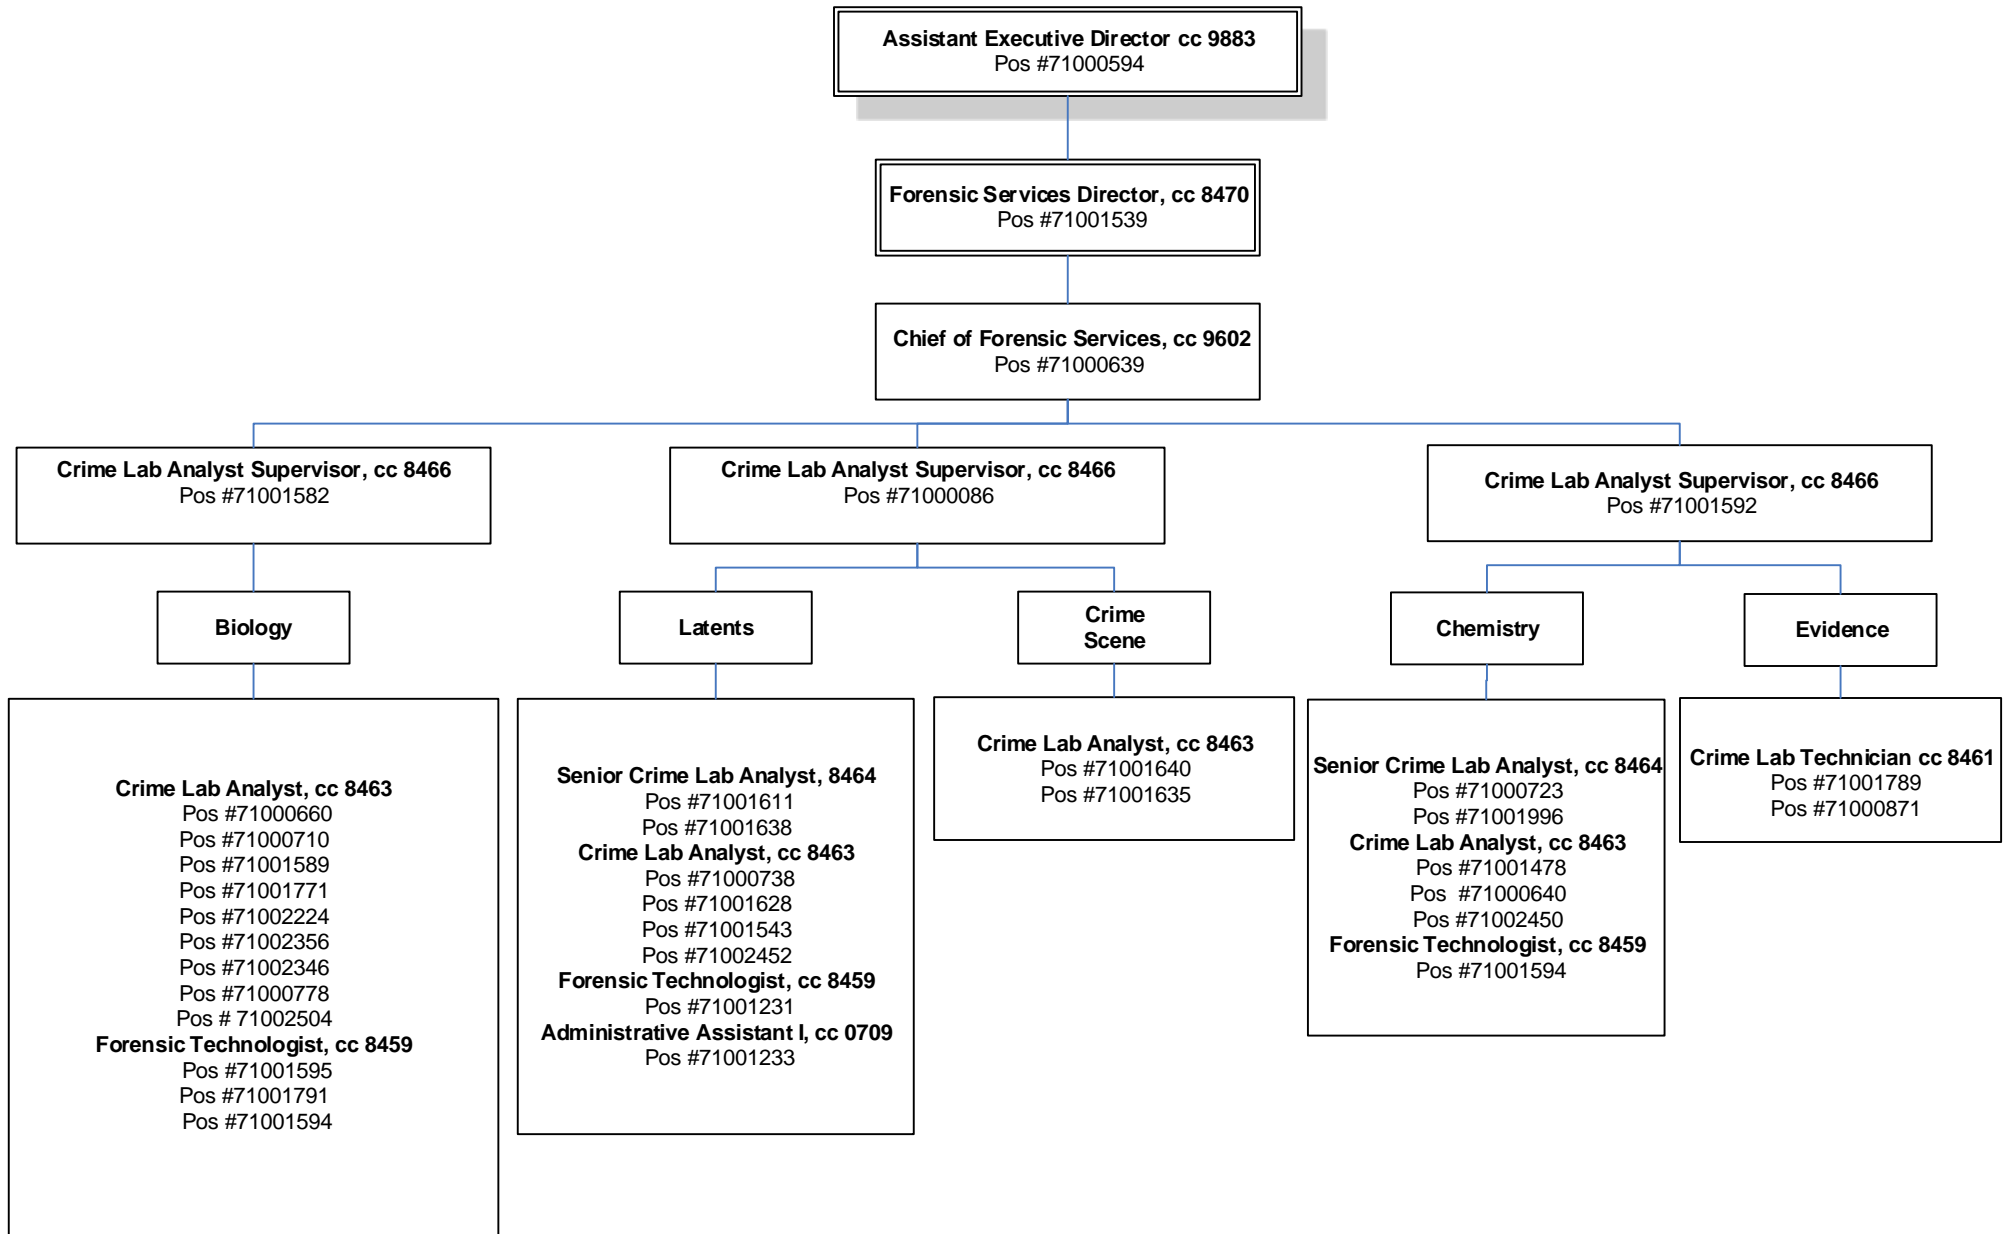 Assistant Executive Director cc 9883
Pos #71000594
Forensic Services Director, cc 8470
Pos #71001539
Chief of Forensic Services, cc 9602
Pos #71000639
Crime Lab Analyst Supervisor, cc 8466
Pos #71001582
Crime Lab Analyst Supervisor, cc 8466
Pos #71000086
Crime Lab Analyst Supervisor, cc 8466
Pos #71001592
Biology
Latents
Crime
Scene
Chemistry
Evidence
Crime Lab Analyst, cc 8463
Pos #71000660
Pos #71000710
Pos #71001589
Pos #71001771
Pos #71002224
Pos #71002356
Pos #71002346
Pos #71000778
Pos # 71002504
Forensic Technologist, cc 8459
Pos #71001595
Pos #71001791
Pos #71001594
Senior Crime Lab Analyst, 8464
Pos #71001611
Pos #71001638
Crime Lab Analyst, cc 8463
Pos #71000738
Pos #71001628
Pos #71001543
Pos #71002452
Forensic Technologist, cc 8459
Pos #71001231
Administrative Assistant I, cc 0709
Pos #71001233
Crime Lab Analyst, cc 8463
Pos #71001640
Pos #71001635
Senior Crime Lab Analyst, cc 8464
Pos #71000723
Pos #71001996
Crime Lab Analyst, cc 8463
Pos #71001478
Pos  #71000640
Pos #71002450
Forensic Technologist, cc 8459
Pos #71001594
Crime Lab Technician cc 8461
Pos #71001789
Pos #71000871